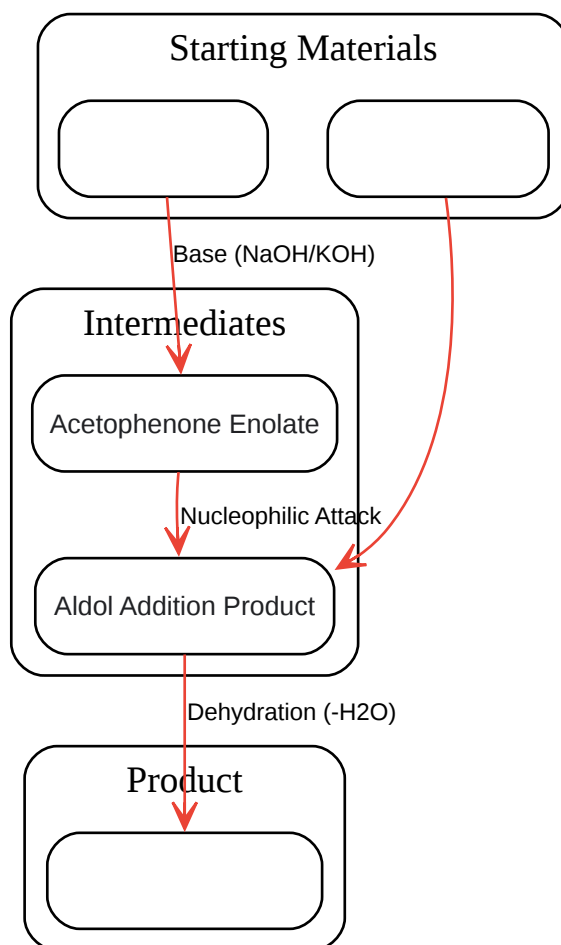 Starting Materials
Base (NaOH/KOH)
Intermediates
Acetophenone Enolate
Nucleophilic Attack
Aldol Addition Product
Dehydration (-H2O)
Product